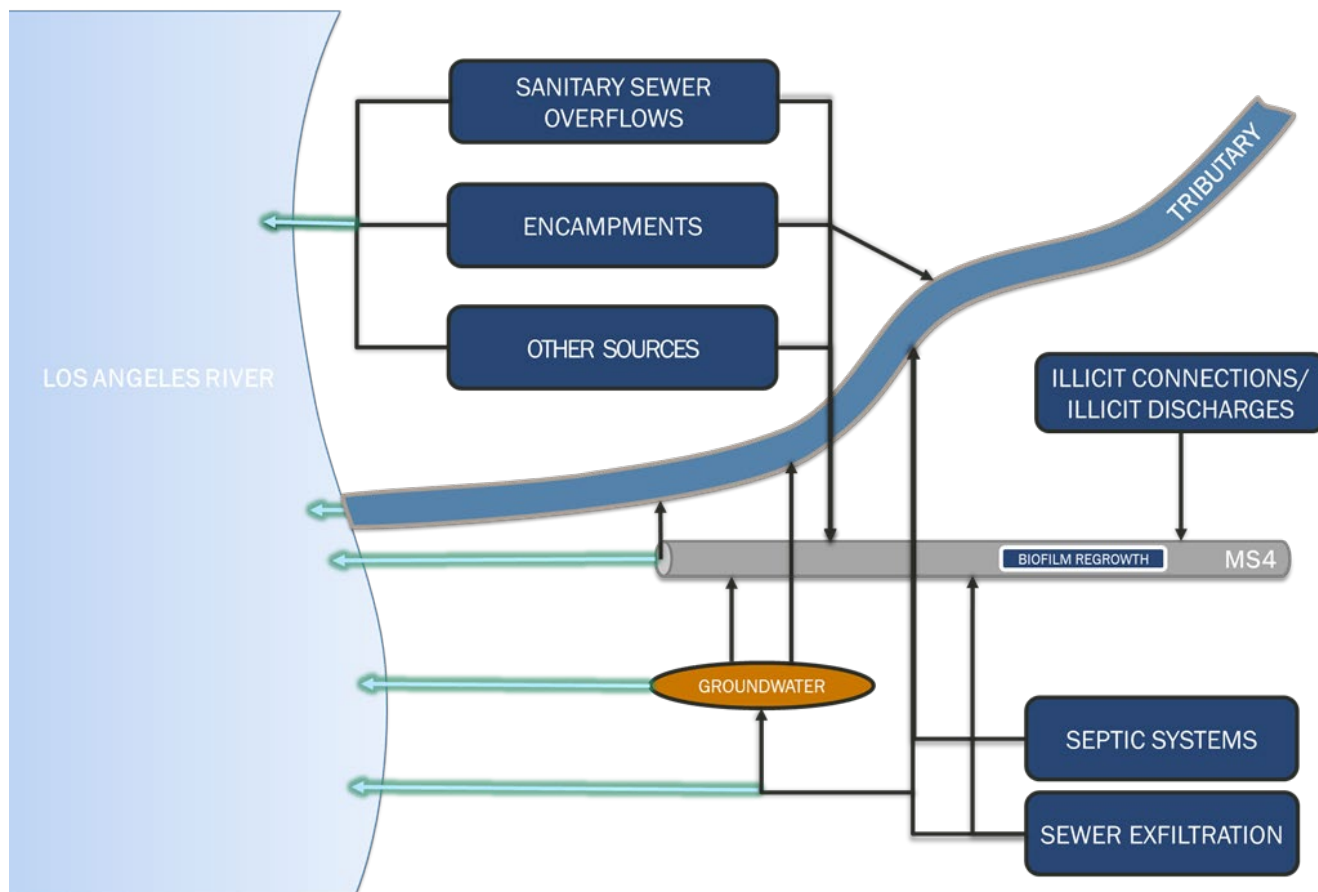 SANITARY SEWER
OVERFLOWS
TRIBUTARY
ENCAMPMENTS
OTHER SOURCES
LOS ANGELES RIVER
ILLICIT CONNECTIONS/
ILLICIT DISCHARGES
BIOFILM REGROWTH
MS4
GROUNDWATER
SEPTIC SYSTEMS
SEWER EXFILTRATION